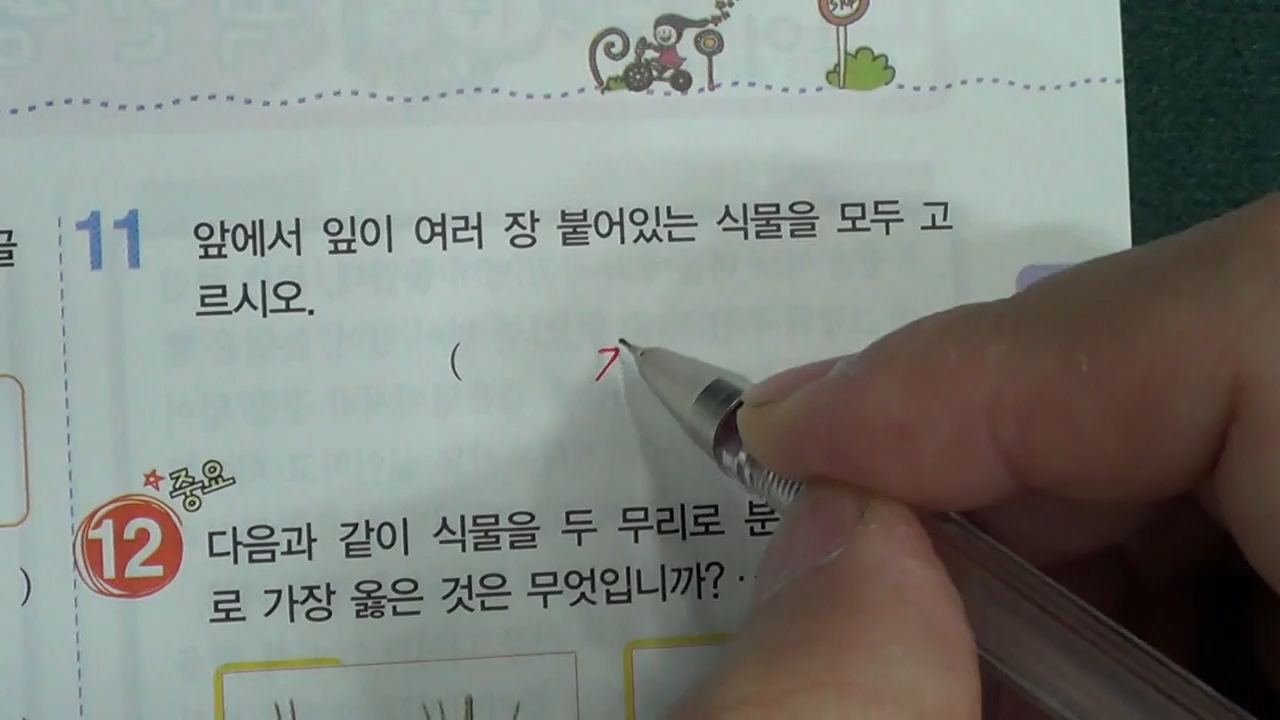 11 앞에서 잎이 여러 장 붙어있는 식물을 모두 고
르시오.
( ㄱ
중요
12 다음과 같이 식물을 두 무리로 분
로 가장 옳은 것은 무엇입니까? ·
)